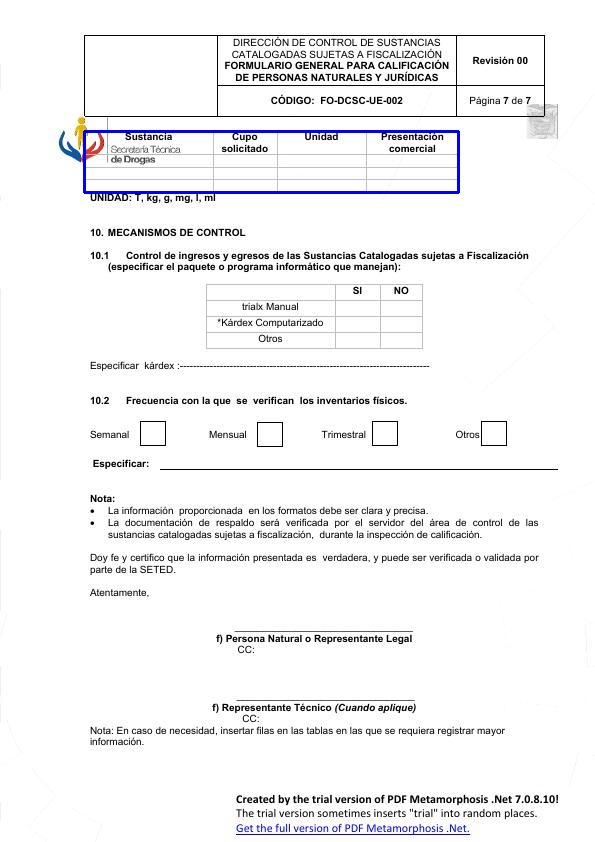 DIRECCIÓN DE CONTROL DE SUSTANCIAS
CATALOGADAS SUJETAS A FISCALIZACIÓN
FORMULARIO GENERAL PARA CALIFICACIÓN
DE PERSONAS NATURALES Y JURÍDICAS
Revisión 00
CÓDIGO: FO-DCSC-UE-002
Página 7 de 7
Sustancia Cupo solicitado Unidad Presentación comercial
Secretaría Técnica
de Drogas
UNIDAD: T, kg, g, mg, l, ml
10. MECANISMOS DE CONTROL
10.1 Control de ingresos y egresos de las Sustancias Catalogadas sujetas a Fiscalización
(especificar el paquete o programa informático que manejan):
SI NO
trialx Manual
*Kárdex Computarizado
Otros
Especificar kárdex :---------------------------------------------------------------------------
10.2 Frecuencia con la que se verifican los inventarios físicos.
Semanal Mensual Trimestral Otros
Especificar:
Nota:
• La información proporcionada en los formatos debe ser clara y precisa.
• La documentación de respaldo será verificada por el servidor del área de control de las
sustancias catalogadas sujetas a fiscalización, durante la inspección de calificación.
Doy fe y certifico que la información presentada es verdadera, y puede ser verificada o validada por
parte de la SETED.
Atentamente,
f) Persona Natural o Representante Legal
CC:
f) Representante Técnico (Cuando aplique)
CC:
Nota: En caso de necesidad, insertar filas en las tablas en las que se requiera registrar mayor
información.
Created by the trial version of PDF Metamorphosis .Net 7.0.8.10!
The trial version sometimes inserts "trial" into random places.
Get the full version of PDF Metamorphosis .Net.